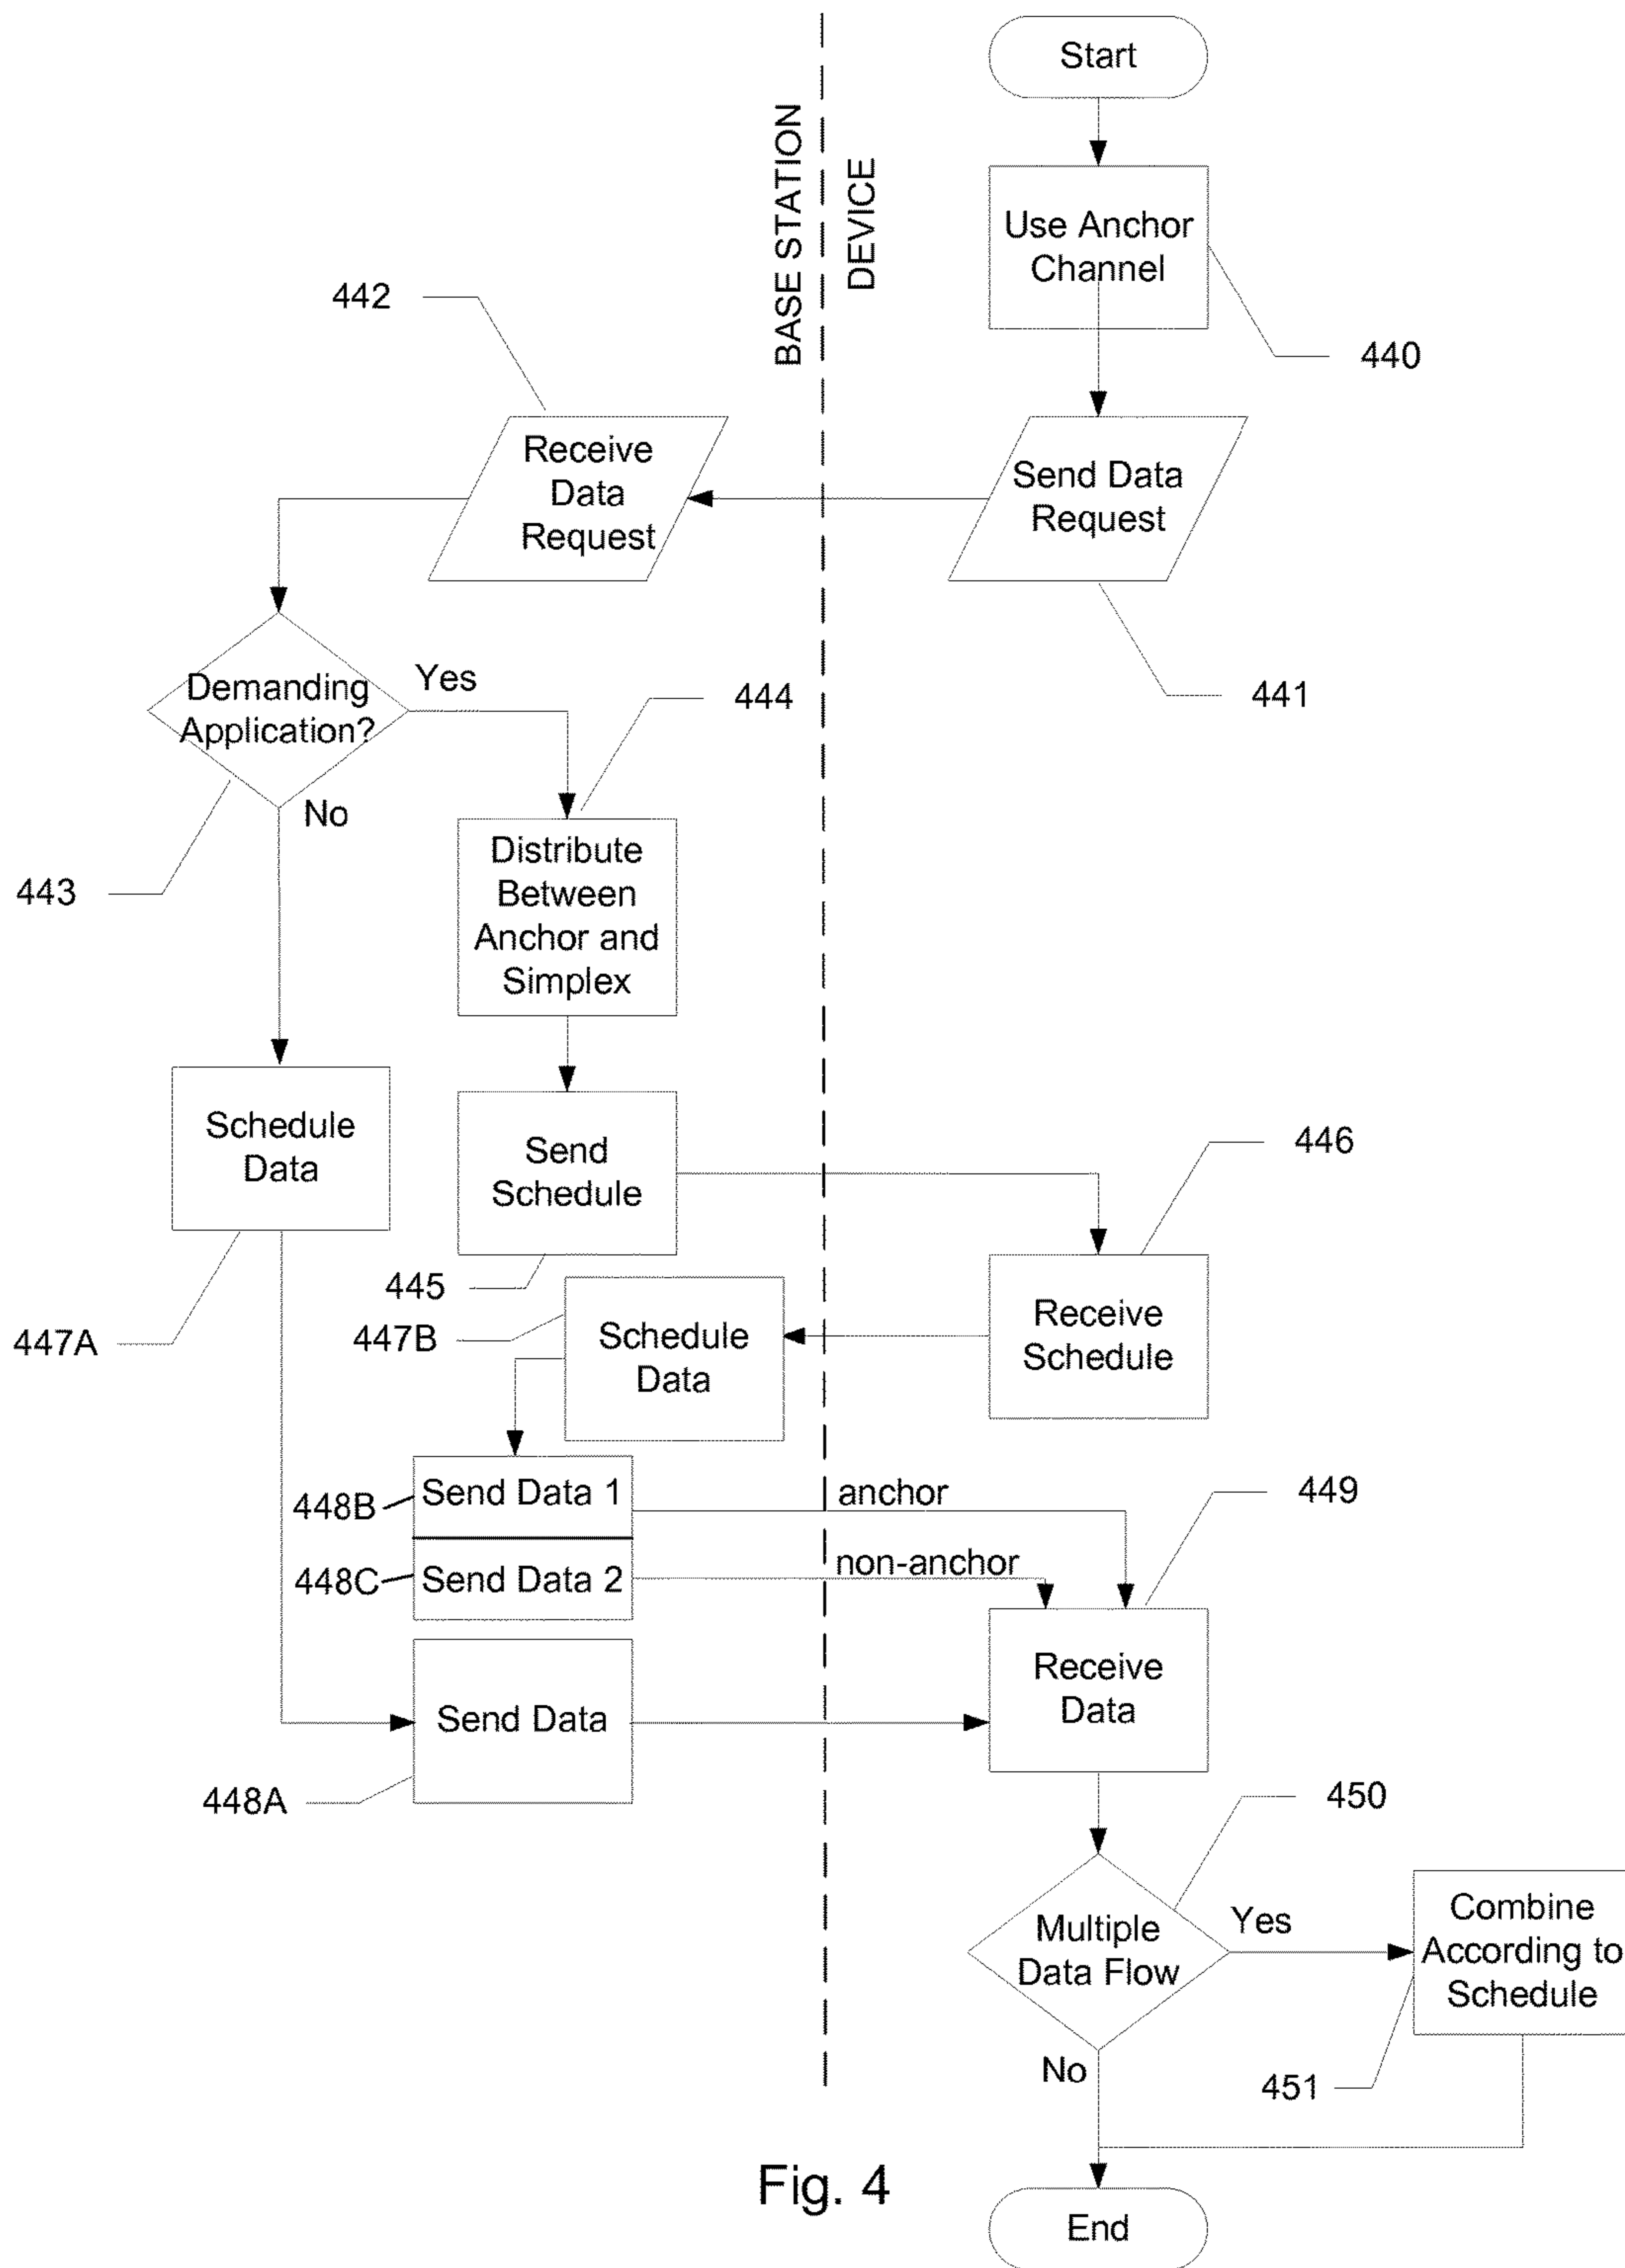 Start
BASE STATION
DEVICE
Use Anchor
Channel
440
442
Receive
Data
Request
Send Data
Request
441
Demanding
Application?
Yes
No
443
444
Distribute
Between
Anchor and
Simplex
Schedule
Data
447A
Send
Schedule
445
446
Receive
Schedule
447B
Schedule
Data
448B
Send Data 1
anchor
448C
Send Data 2
non-anchor
449
Receive
Data
Send Data
448A
450
Multiple
Data Flow
Yes
No
Combine
According to
Schedule
451
Fig. 4
End